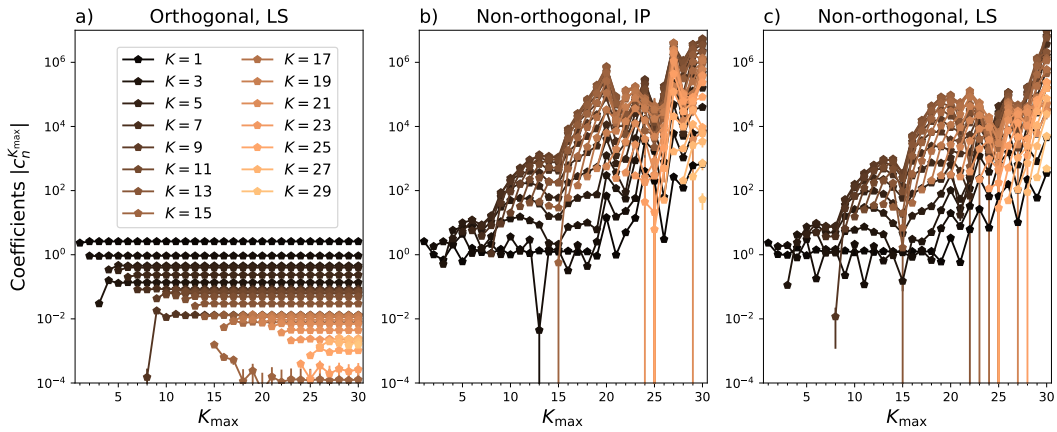 a) Orthogonal, LS
b) Non-orthogonal, IP
c) Non-orthogonal, LS
Coefficients |c_n^{K_max}|
10^6
10^4
10^2
10^0
10^−2
10^−4
K = 1
K = 3
K = 5
K = 7
K = 9
K = 11
K = 13
K = 15
K = 17
K = 19
K = 21
K = 23
K = 25
K = 27
K = 29
5 10 15 20 25 30
K_max
10^6
10^4
10^2
10^0
10^−2
10^−4
5 10 15 20 25 30
K_max
10^6
10^4
10^2
10^0
10^−2
10^−4
5 10 15 20 25 30
K_max